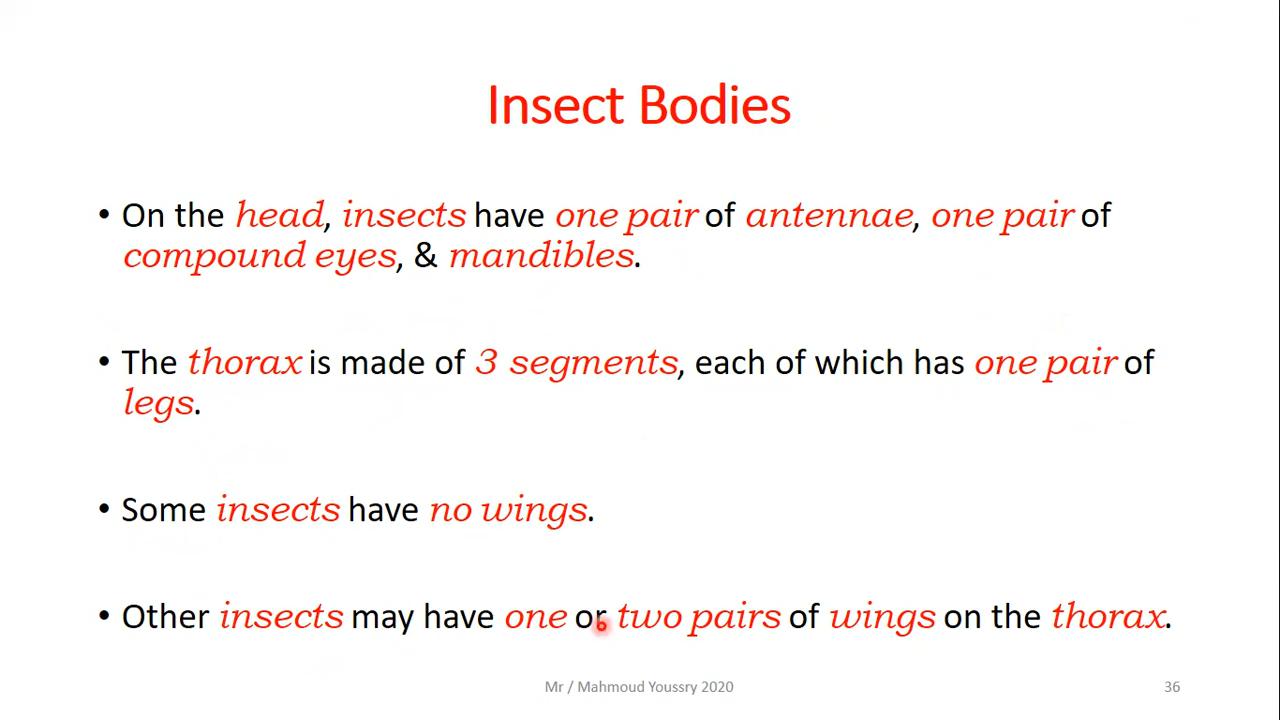 Insect Bodies
• On the head, insects have one pair of antennae, one pair of
compound eyes, & mandibles.
• The thorax is made of 3 segments, each of which has one pair of
legs.
• Some insects have no wings.
• Other insects may have one or two pairs of wings on the thorax.
Mr / Mahmoud Youssry 2020
36